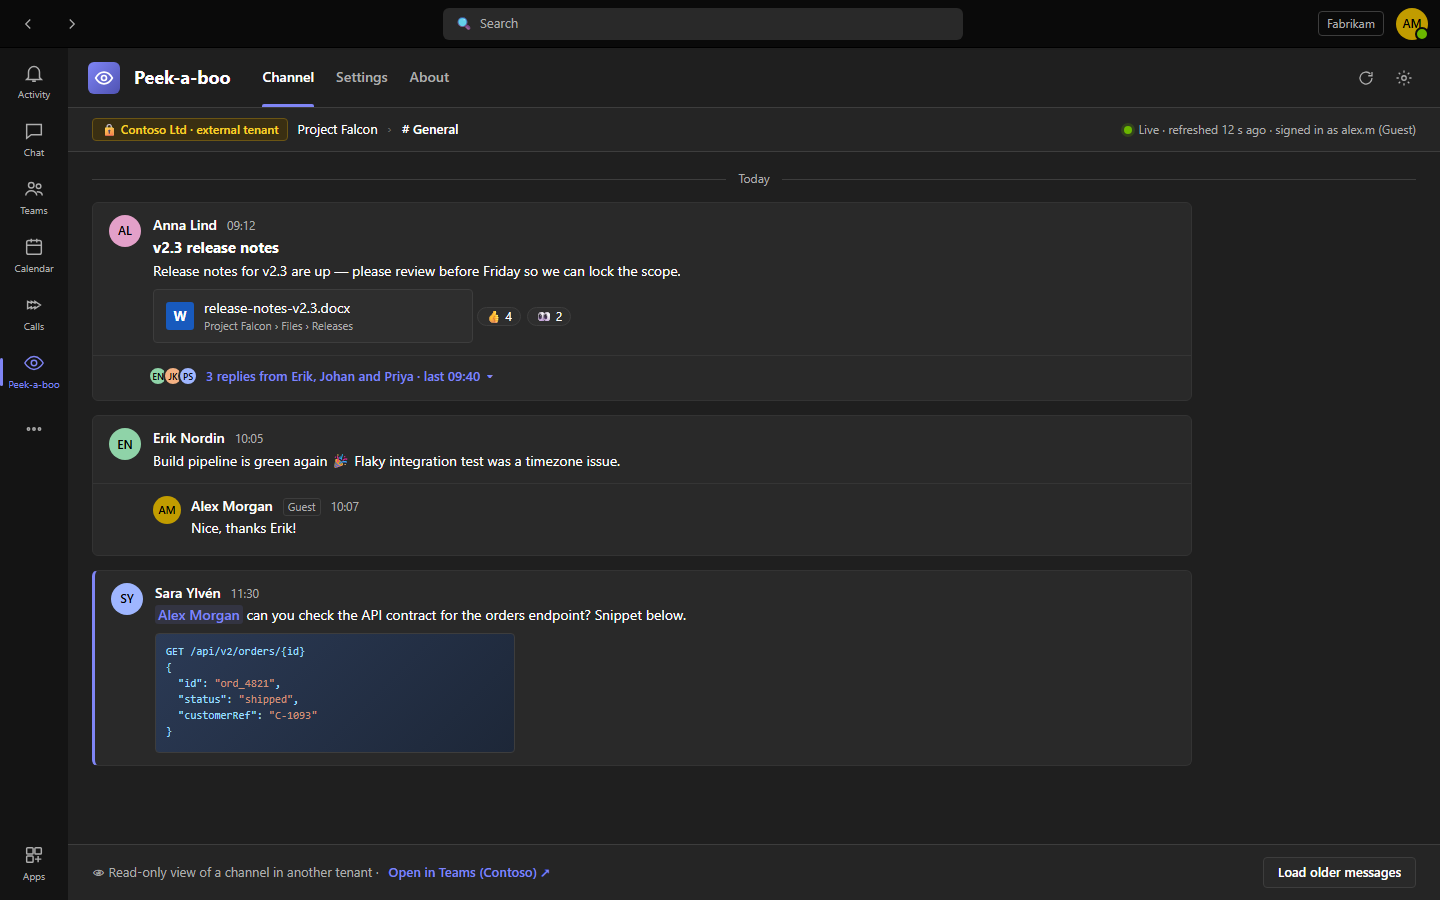 Search
Fabrikam
AM
Activity
Chat
Teams
Calendar
Calls
Peek-a-boo
Apps
Peek-a-boo
Channel
Settings
About
Contoso Ltd · external tenant
Project Falcon › # General
Live · refreshed 12 s ago · signed in as alex.m (Guest)
Today
AL
Anna Lind 09:12
v2.3 release notes
Release notes for v2.3 are up — please review before Friday so we can lock the scope.
W
release-notes-v2.3.docx
Project Falcon › Files › Releases
👍 4
👀 2
EN JK PS
3 replies from Erik, Johan and Priya · last 09:40
EN
Erik Nordin 10:05
Build pipeline is green again 🎉 Flaky integration test was a timezone issue.
AM
Alex Morgan Guest 10:07
Nice, thanks Erik!
SY
Sara Ylvén 11:30
Alex Morgan can you check the API contract for the orders endpoint? Snippet below.
GET /api/v2/orders/{id}
{
"id": "ord_4821",
"status": "shipped",
"customerRef": "C-1093"
}
Read-only view of a channel in another tenant · Open in Teams (Contoso) ↗
Load older messages